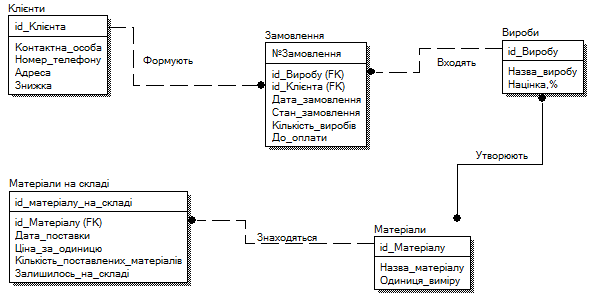 Клієнти
id_Клієнта
Контактна_особа
Номер_телефону
Адреса
Знижка
Формують
Замовлення
№Замовлення
id_Виробу (FK)
id_Клієнта (FK)
Дата_замовлення
Стан_замовлення
Кількість_виробів
До_оплати
Входять
Вироби
id_Виробу
Назва_виробу
Націнка,%
Утворюють
Матеріали на складі
id_матеріалу_на_складі
id_Матеріалу (FK)
Дата_поставки
Ціна_за_одиницю
Кількість_поставлених_матеріалів
Залишилось_на_складі
Знаходяться
Матеріали
id_Матеріалу
Назва_матеріалу
Одиниця_виміру